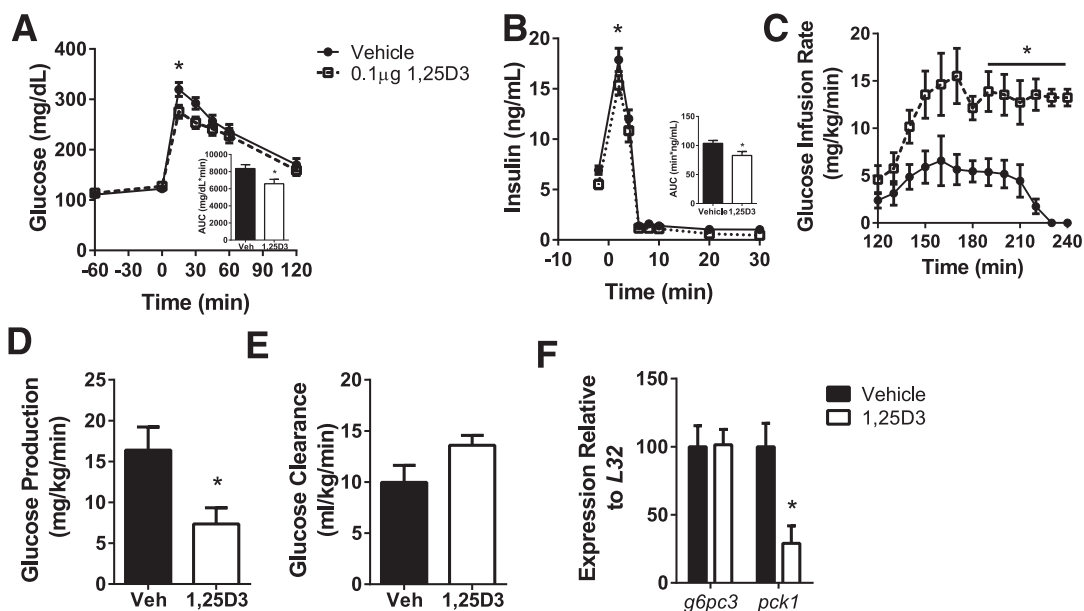 A
Glucose (mg/dL)
400
300
200
100
0
-60 -30 0 30 60 90 120
Time (min)
*
AUC (mg/dL*min)
10000
8000
6000
4000
2000
0
*
Veh 1,25D3
Vehicle
0.1μg 1,25D3
B
Insulin (ng/mL)
20
15
10
5
0
-10 0 10 20 30
Time (min)
*
AUC (min*ng/mL)
150
100
50
0
*
Vehicle 1,25D3
C
Glucose Infusion Rate
(mg/kg/min)
20
15
10
5
0
120 150 180 210 240
Time (min)
*
D
Glucose Production
(mg/kg/min)
25
20
15
10
5
0
*
Veh 1,25D3
E
Glucose Clearance
(ml/kg/min)
20
15
10
5
0
Veh 1,25D3
F
Expression Relative
to L32
150
100
50
0
*
g6pc3 pck1
Vehicle
1,25D3